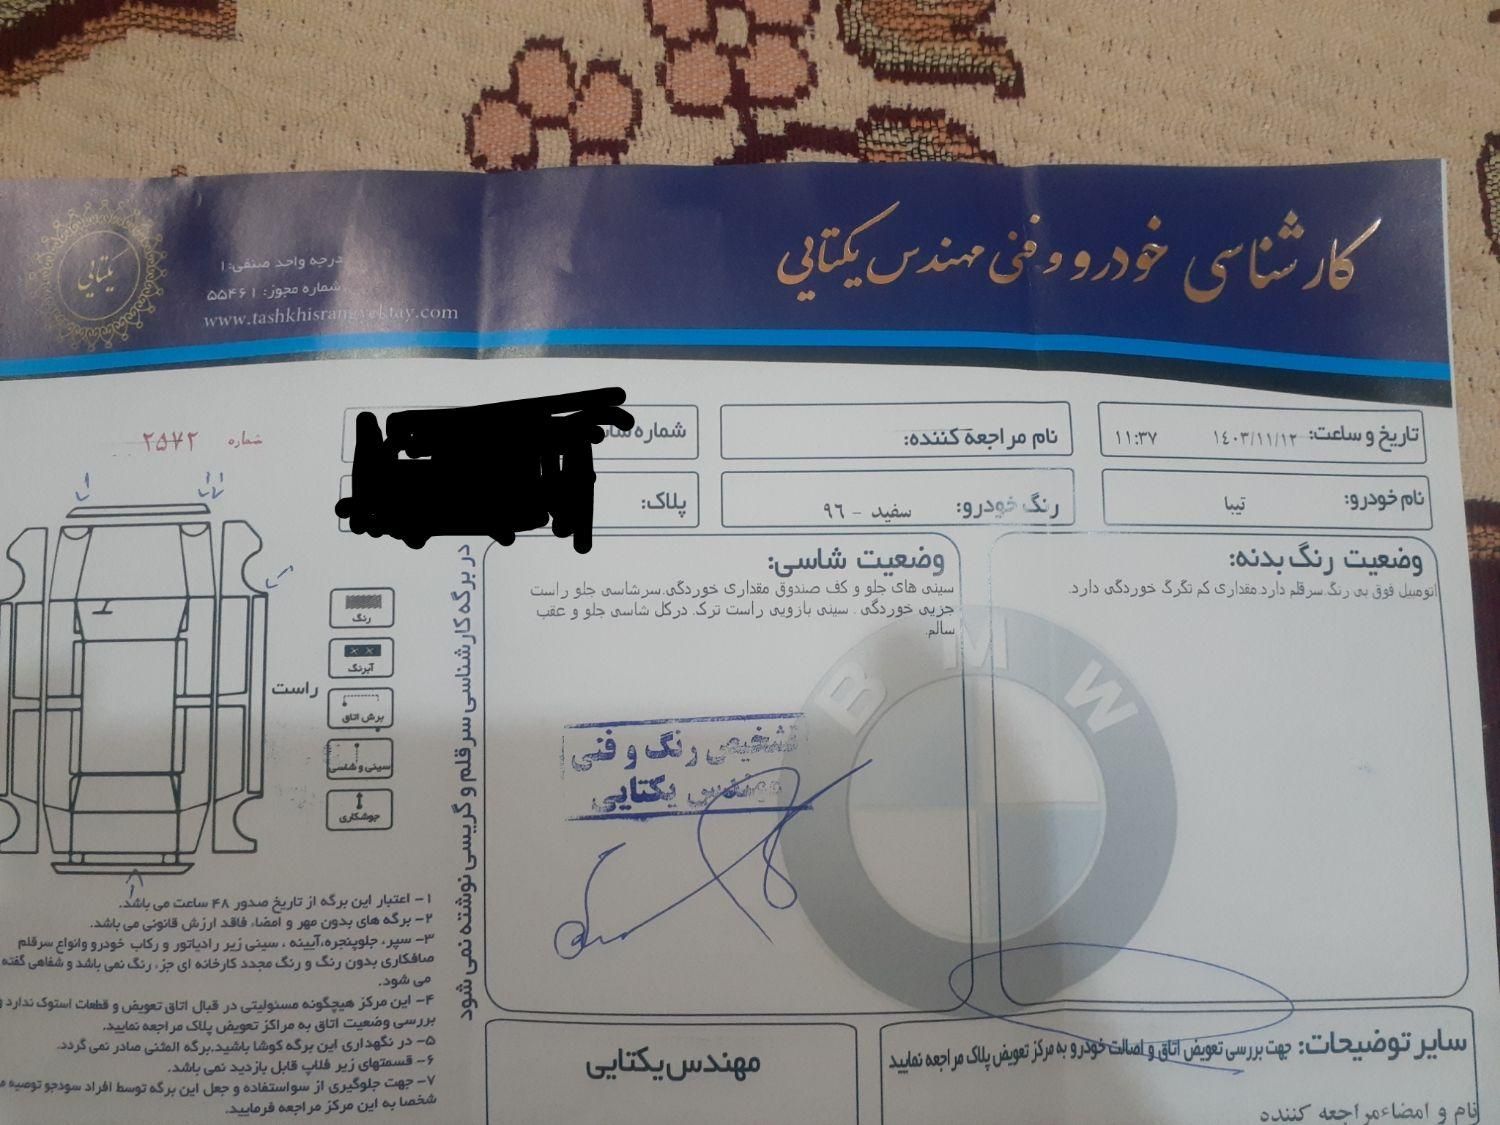 کارشناسی خودرو و فنی مهندس یکتایی
یکتایی
درجه واحد صنفی: ۱
شماره مجوز: ۵۵۴۶۱
www.tashkhisrangyektay.com
تاریخ و ساعت: ۱۴۰۳/۱۱/۱۲ ۱۱:۳۷
نام مراجعه کننده:
شماره
نام خودرو: تیبا
رنگ خودرو: سفید - ۹۶
پلاک:
شماره ۲۵۷۲
وضعیت رنگ بدنه:
اتومبیل فوق بی رنگ.سرقلم دارد.مقداری کم تگرگ خوردگی دارد.
وضعیت شاسی:
سینی های جلو و کف صندوق مقداری خوردگی.سرشاسی جلو راست
جزیی خوردگی . سینی بازویی راست ترک. درکل شاسی جلو و عقب
سالم.
BMW
تشخیص رنگ و فنی
مهندس یکتایی
در برگه کارشناسی سرقلم و گریسی نوشته نمی شود
رنگ
آبرنگ
برش اتاق
سینی و شاسی
جوشکاری
راست
۱- اعتبار این برگه از تاریخ صدور ۴۸ ساعت می باشد.
۲- برگه های بدون مهر و امضاء فاقد ارزش قانونی می باشد.
۳- سپر، جلوپنجره،آیینه ، سینی زیر رادیاتور و رکاب خودرو وانواع سرقلم
صافکاری بدون رنگ و رنگ مجدد کارخانه ای جزء رنگ نمی باشد و شفاهی گفته
می شود.
۴- این مرکز هیچگونه مسئولیتی در قبال اتاق تعویض و قطعات استوک ندارد و
بررسی وضعیت اتاق به مراکز تعویض پلاک مراجعه نمایید.
۵- در نگهداری این برگه کوشا باشید.برگه المثنی صادر نمی گردد.
۶- قسمتهای زیر فلاپ قابل بازدید نمی باشد.
۷- جهت جلوگیری از سواستفاده و جعل این برگه توسط افراد سودجو توصیه
شخصا به این مرکز مراجعه فرمایید.
مهندس یکتایی
سایر توضیحات: جهت بررسی تعویض اتاق و اصالت خودرو به مرکز تعویض پلاک مراجعه نمایید
نام و امضاءمراجعه کننده